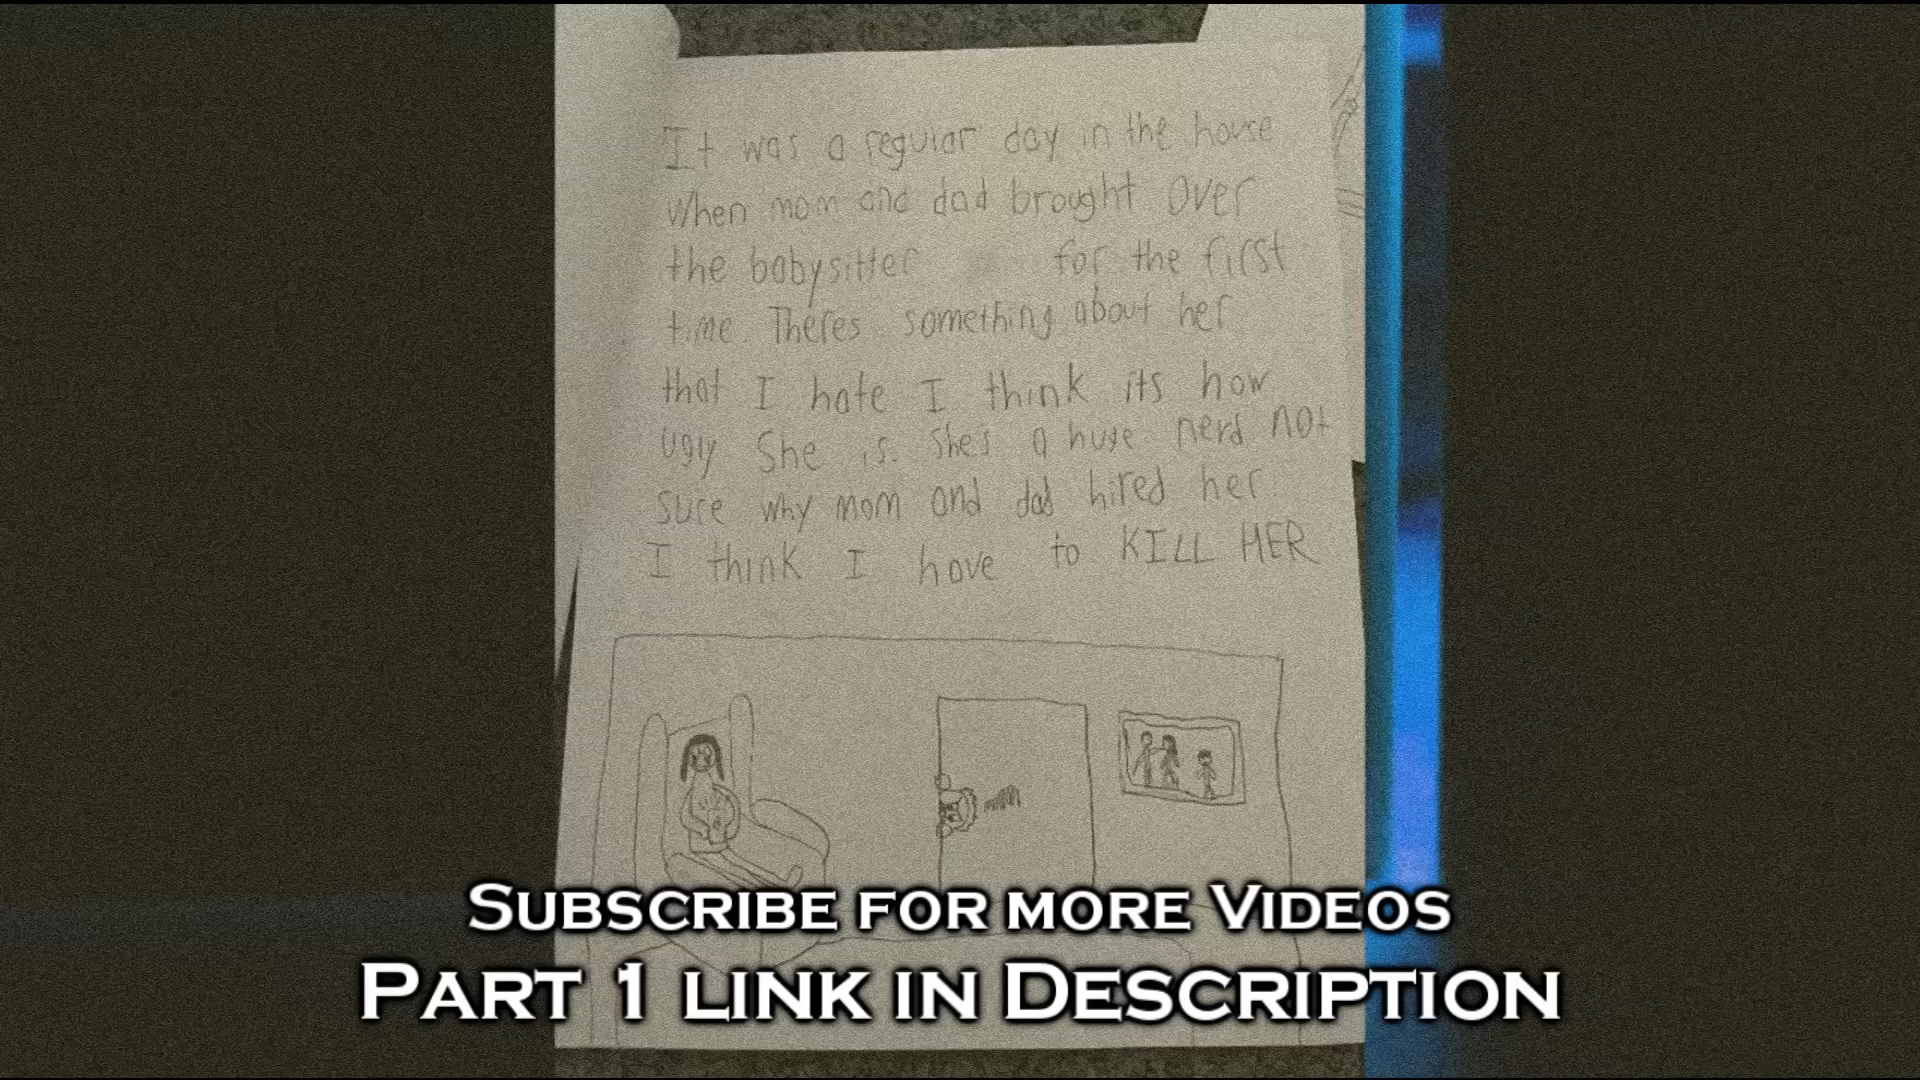 It was a regular day in the house
when mom and dad brought over
the babysitter for the first
time. Theres something about her
that I hate I think its how
ugly She is. She's a huge nerd not
sure why mom and dad hired her.
I think I have to KILL HER
Subscribe for more Videos
Part 1 link in Description